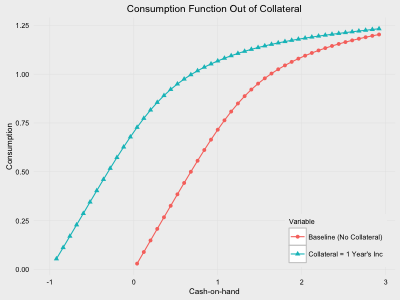 Consumption Function Out of Collateral
1.25
1.00
0.75
0.50
0.25
0.00
Consumption
-1
0
1
2
3
Cash-on-hand
Variable
Baseline (No Collateral)
Collateral = 1 Year's Inc